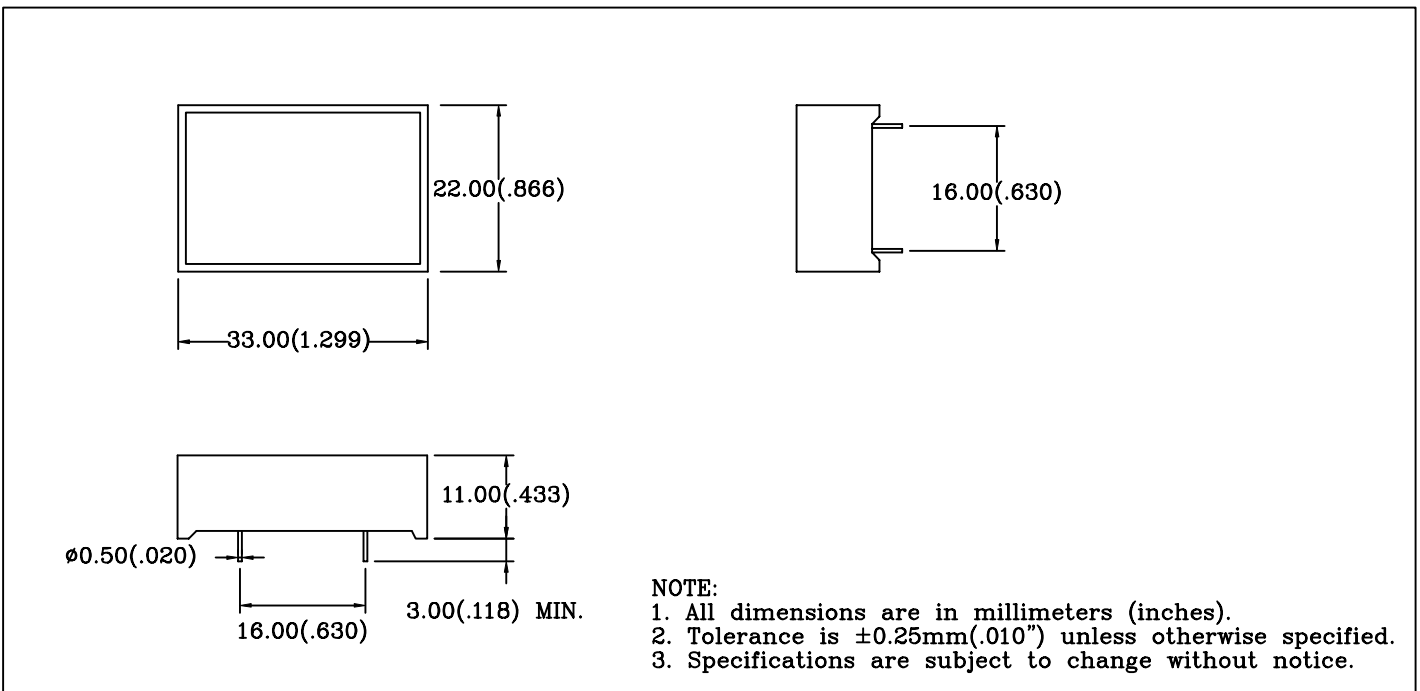 22.00(.866)
16.00(.630)
33.00(1.299)
11.00(.433)
ø0.50(.020)
3.00(.118) MIN.
16.00(.630)
NOTE:
1. All dimensions are in millimeters (inches).
2. Tolerance is ±0.25mm(.010") unless otherwise specified.
3. Specifications are subject to change without notice.